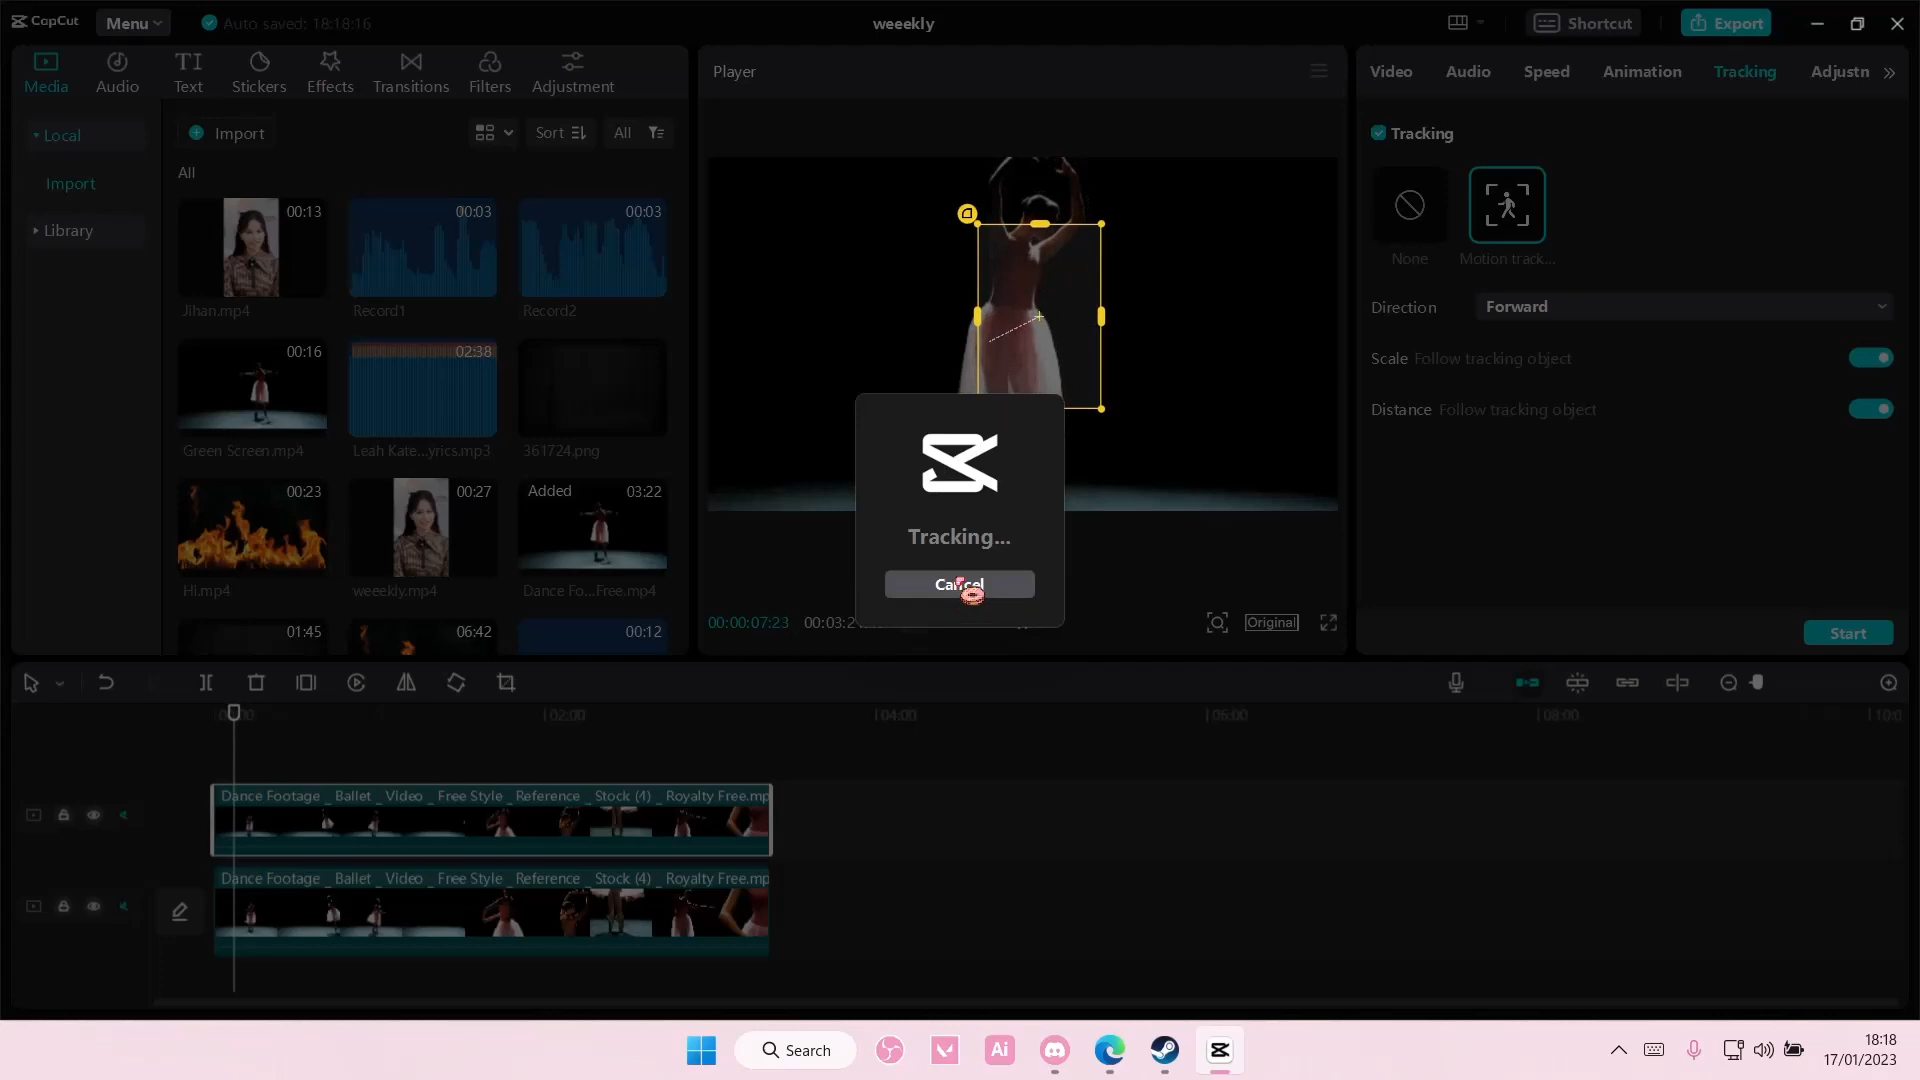 CapCut
Menu
Auto saved: 18:18:16
weeekly
Shortcut
Export
Media
Audio
Text
Stickers
Effects
Transitions
Filters
Adjustment
Local
Import
Library
Import
Sort
All
All
00:13
Jihan.mp4
00:03
Record1
00:03
Record2
00:16
Green Screen.mp4
02:38
Leah Kate...yrics.mp3
361724.png
00:23
HI.mp4
00:27
weeekly.mp4
Added
03:22
Dance Fo...Free.mp4
01:45
06:42
00:12
Player
Tracking...
Cancel
00:00:07:23
Original
Video
Audio
Speed
Animation
Tracking
Adjustn
Tracking
None
Motion track...
Direction
Forward
Scale Follow tracking object
Distance Follow tracking object
Start
02:00
04:00
06:00
08:00
10:0
Dance Footage _ Ballet _ Video _ Free Style _ Reference _ Stock (4) _ Royalty Free.mp
Dance Footage _ Ballet _ Video _ Free Style _ Reference _ Stock (4) _ Royalty Free.mp
Search
Ai
18:18
17/01/2023